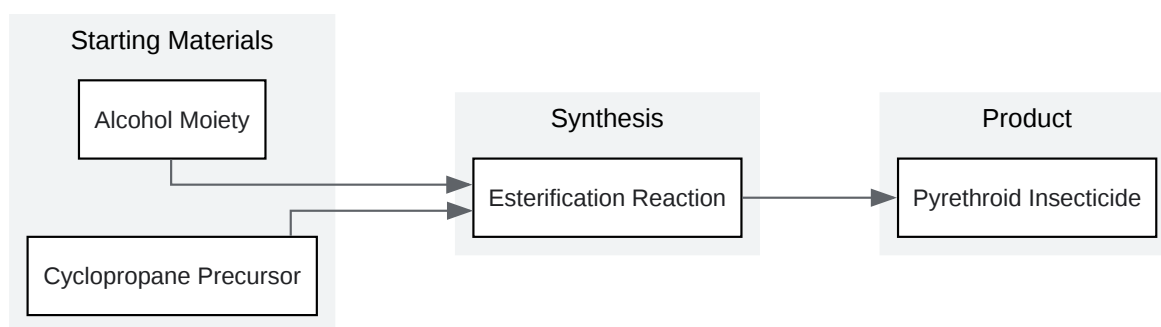 Starting Materials
Alcohol Moiety
Cyclopropane Precursor
Synthesis
Esterification Reaction
Product
Pyrethroid Insecticide